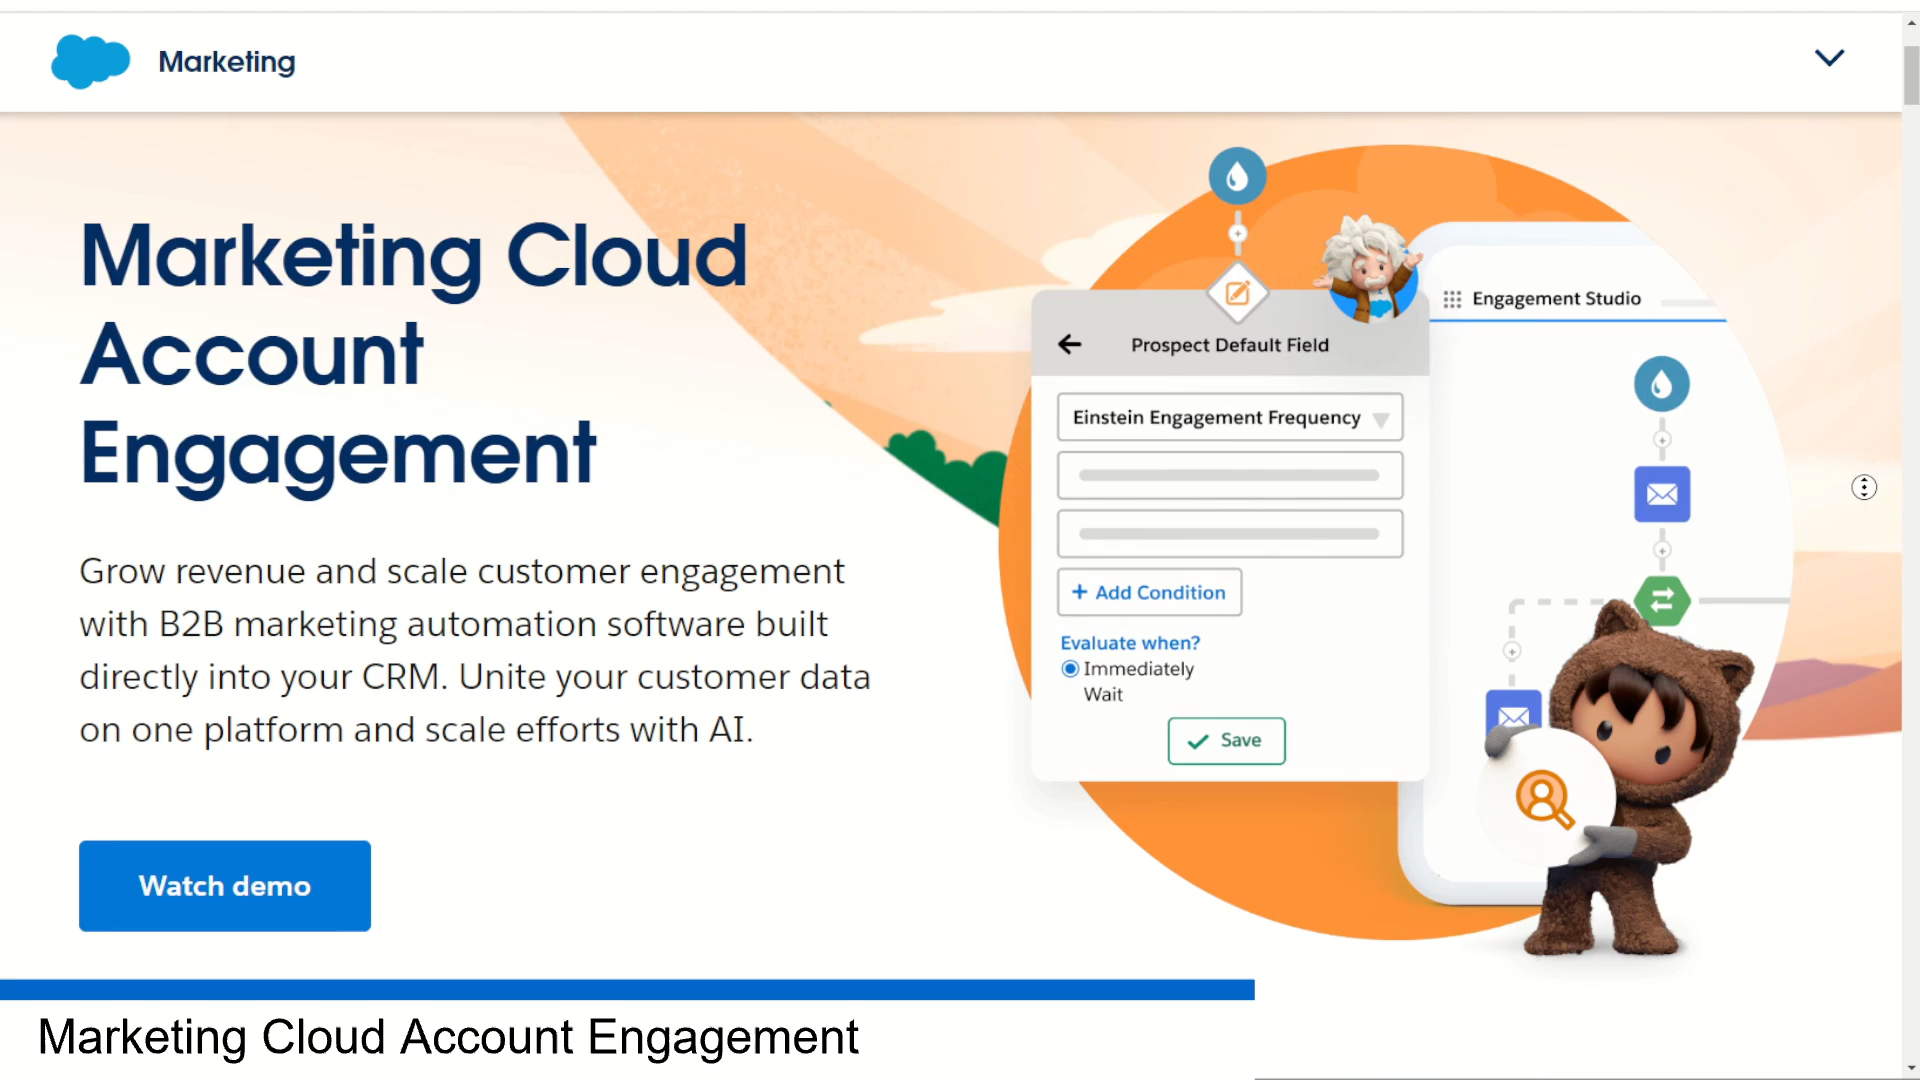 Marketing
Marketing Cloud
Account
Engagement
Grow revenue and scale customer engagement
with B2B marketing automation software built
directly into your CRM. Unite your customer data
on one platform and scale efforts with AI.
Watch demo
Prospect Default Field
Einstein Engagement Frequency
+ Add Condition
Evaluate when?
Immediately
Wait
Save
Engagement Studio
Marketing Cloud Account Engagement